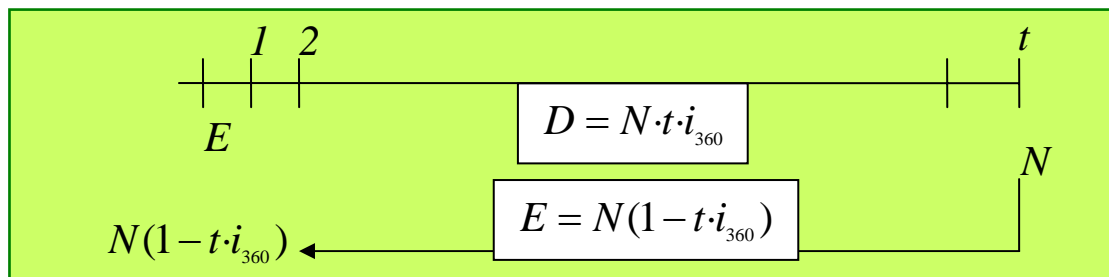 1 2 t
D = N·t·i₃₆₀
E
N
E = N(1−t·i₃₆₀)
N(1−t·i₃₆₀)